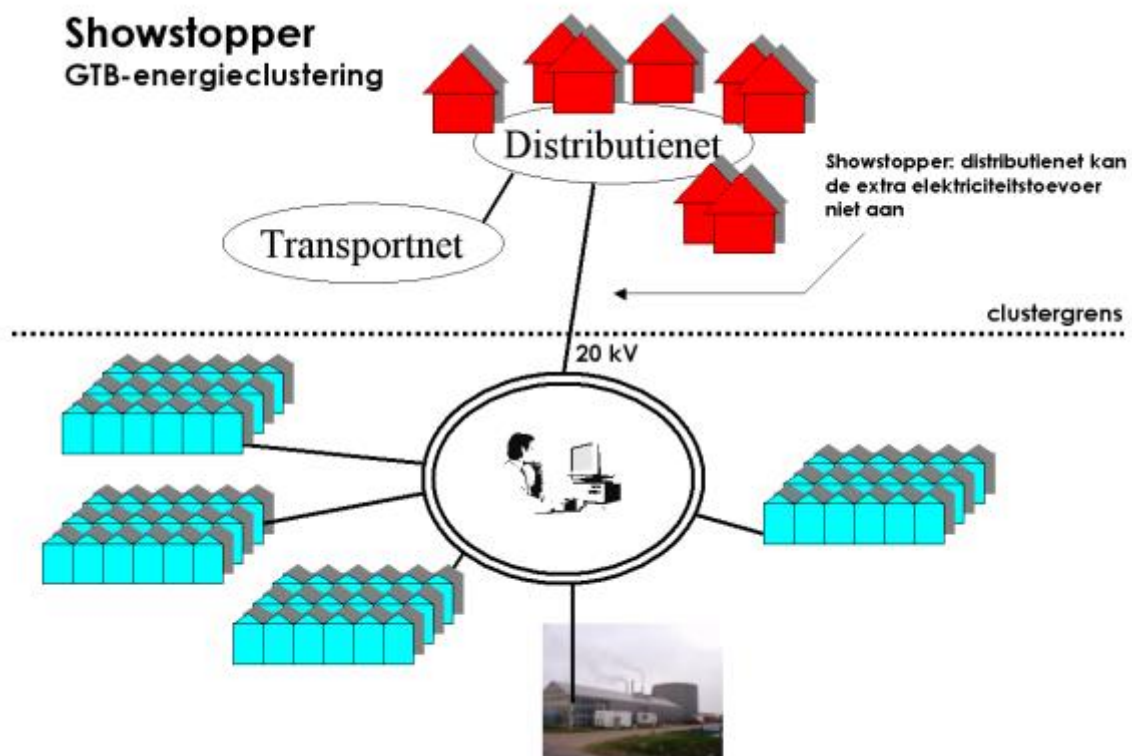 Showstopper
GTB-energieclustering
Distributienet
Showstopper: distributienet kan
de extra elektriciteitstoevoer
niet aan
Transportnet
clustergrens
20 kV